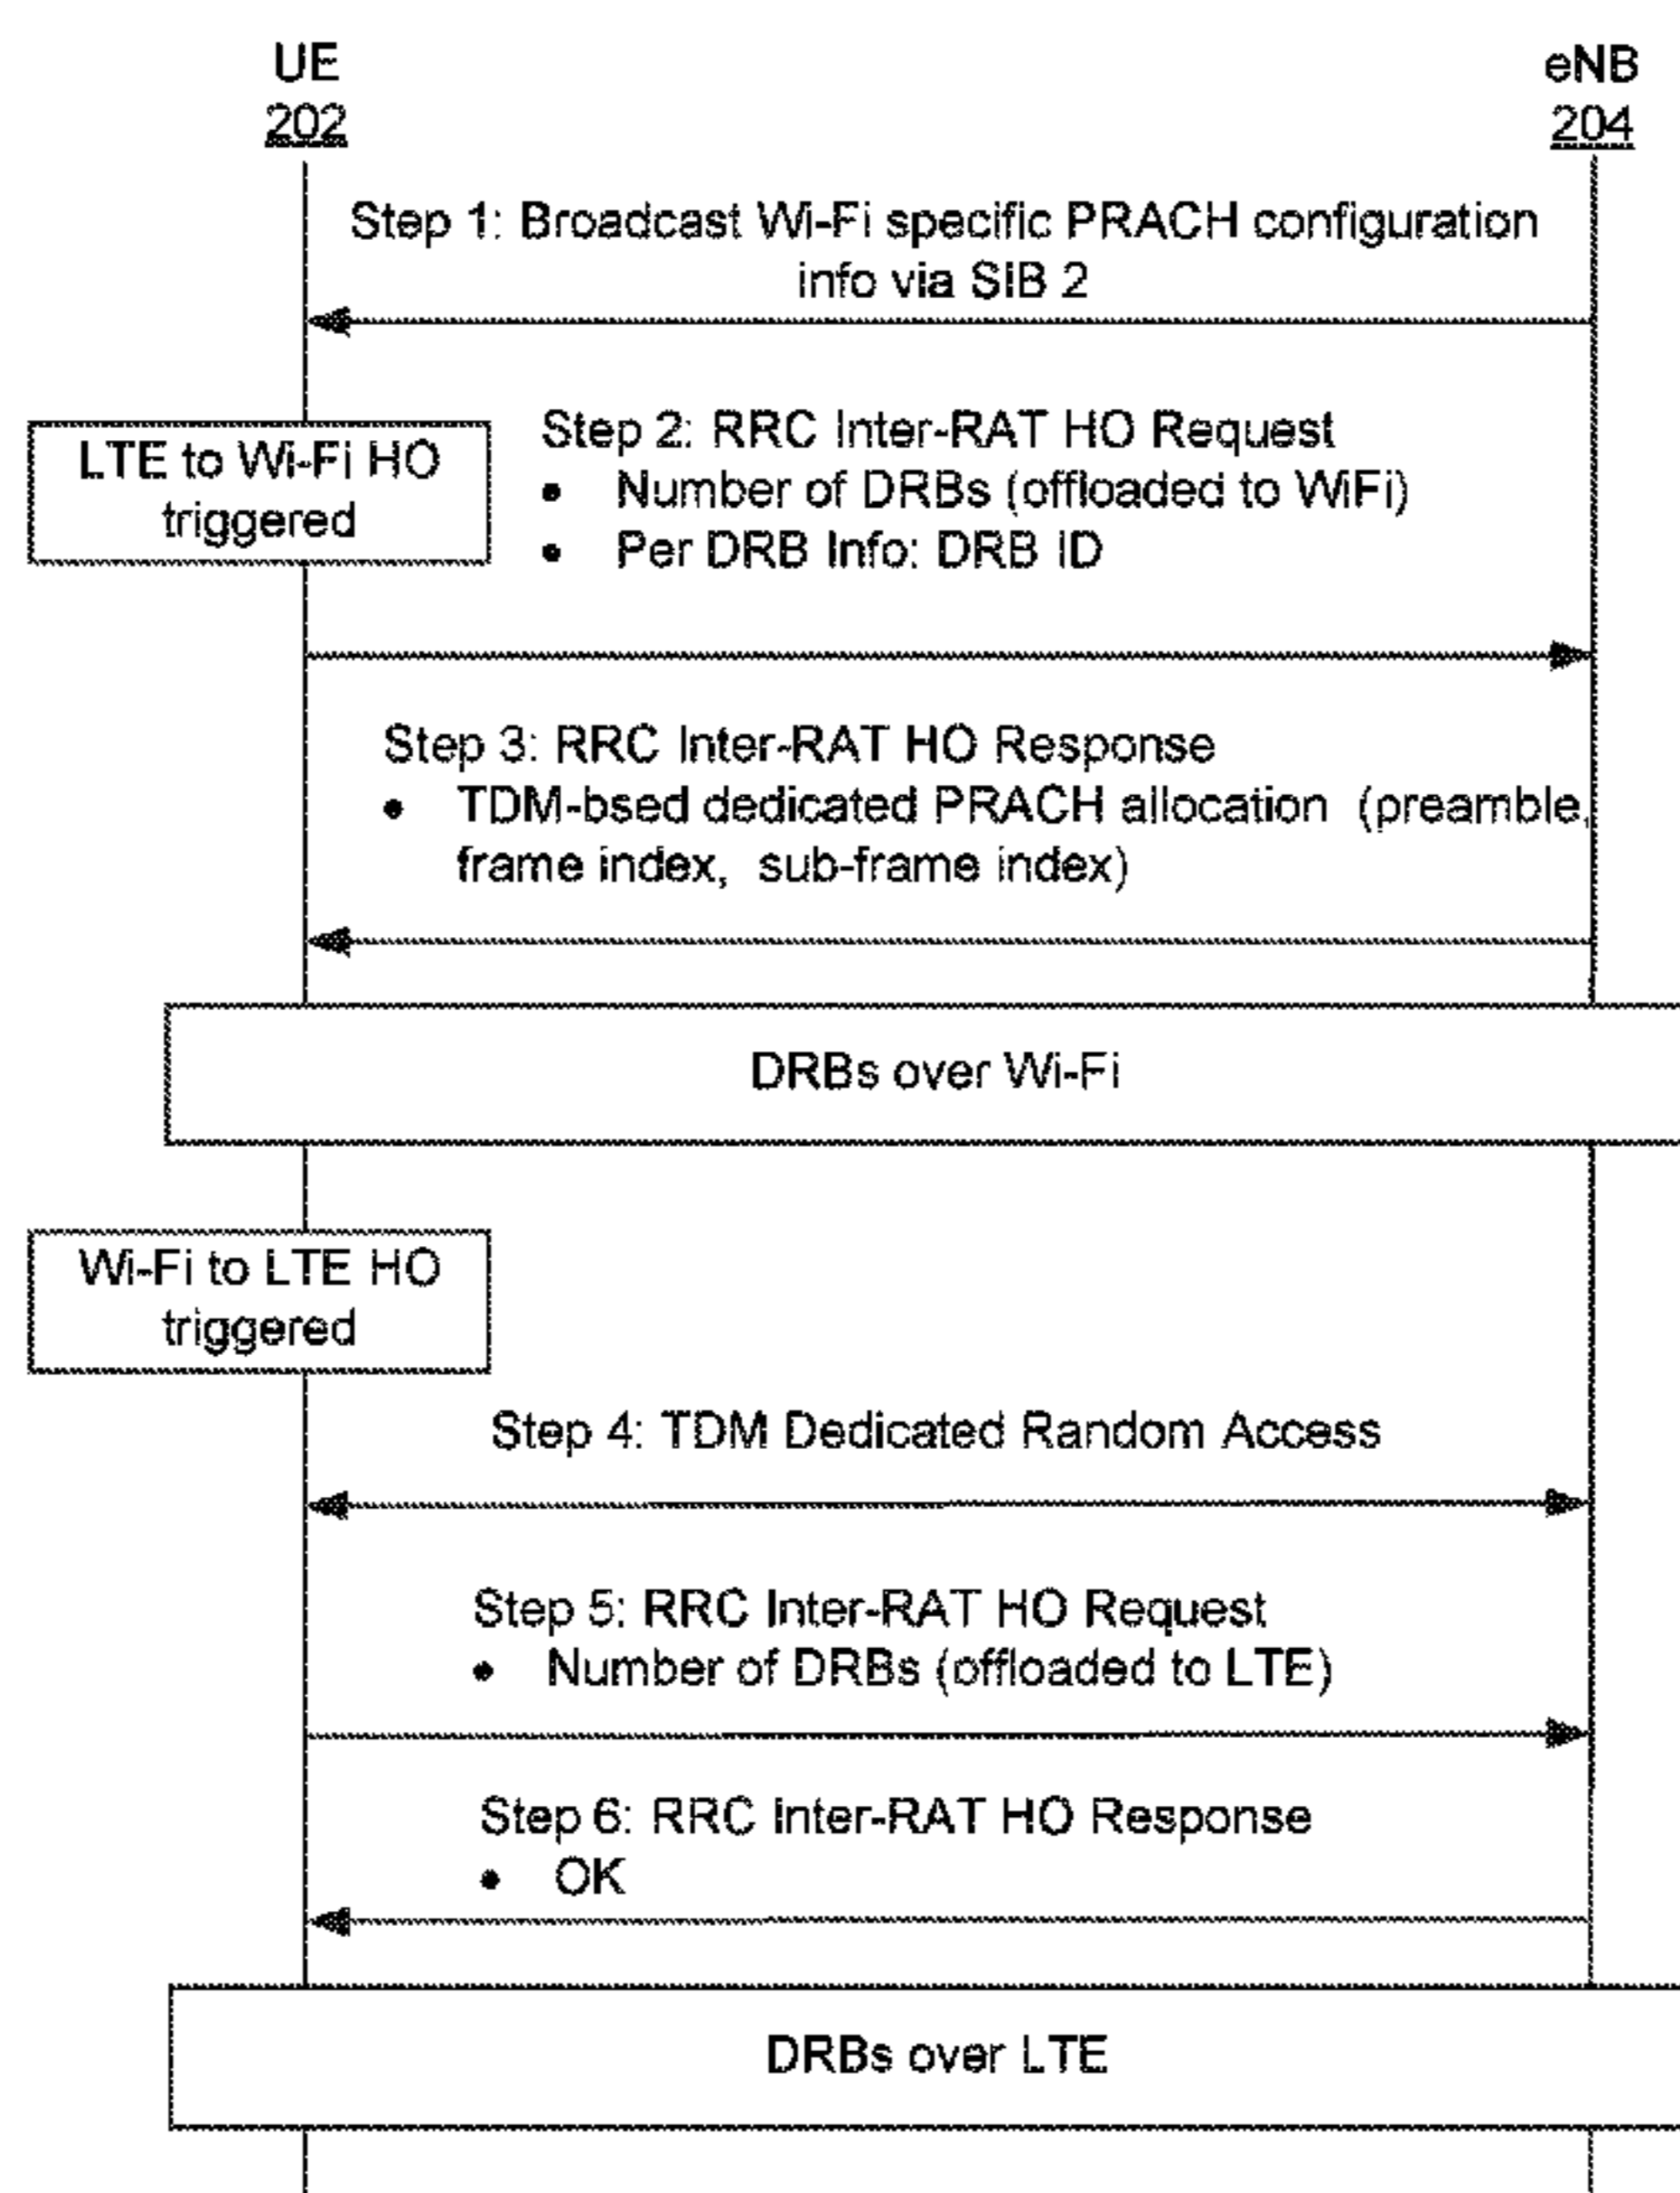 UE
202
eNB
204
Step 1: Broadcast Wi-Fi specific PRACH configuration
info via SIB 2
LTE to Wi-Fi HO
triggered
Step 2: RRC Inter-RAT HO Request
• Number of DRBs (offloaded to WiFi)
• Per DRB Info: DRB ID
Step 3: RRC Inter-RAT HO Response
• TDM-bsed dedicated PRACH allocation (preamble,
frame index, sub-frame index)
DRBs over Wi-Fi
Wi-Fi to LTE HO
triggered
Step 4: TDM Dedicated Random Access
Step 5: RRC Inter-RAT HO Request
• Number of DRBs (offloaded to LTE)
Step 6: RRC Inter-RAT HO Response
• OK
DRBs over LTE